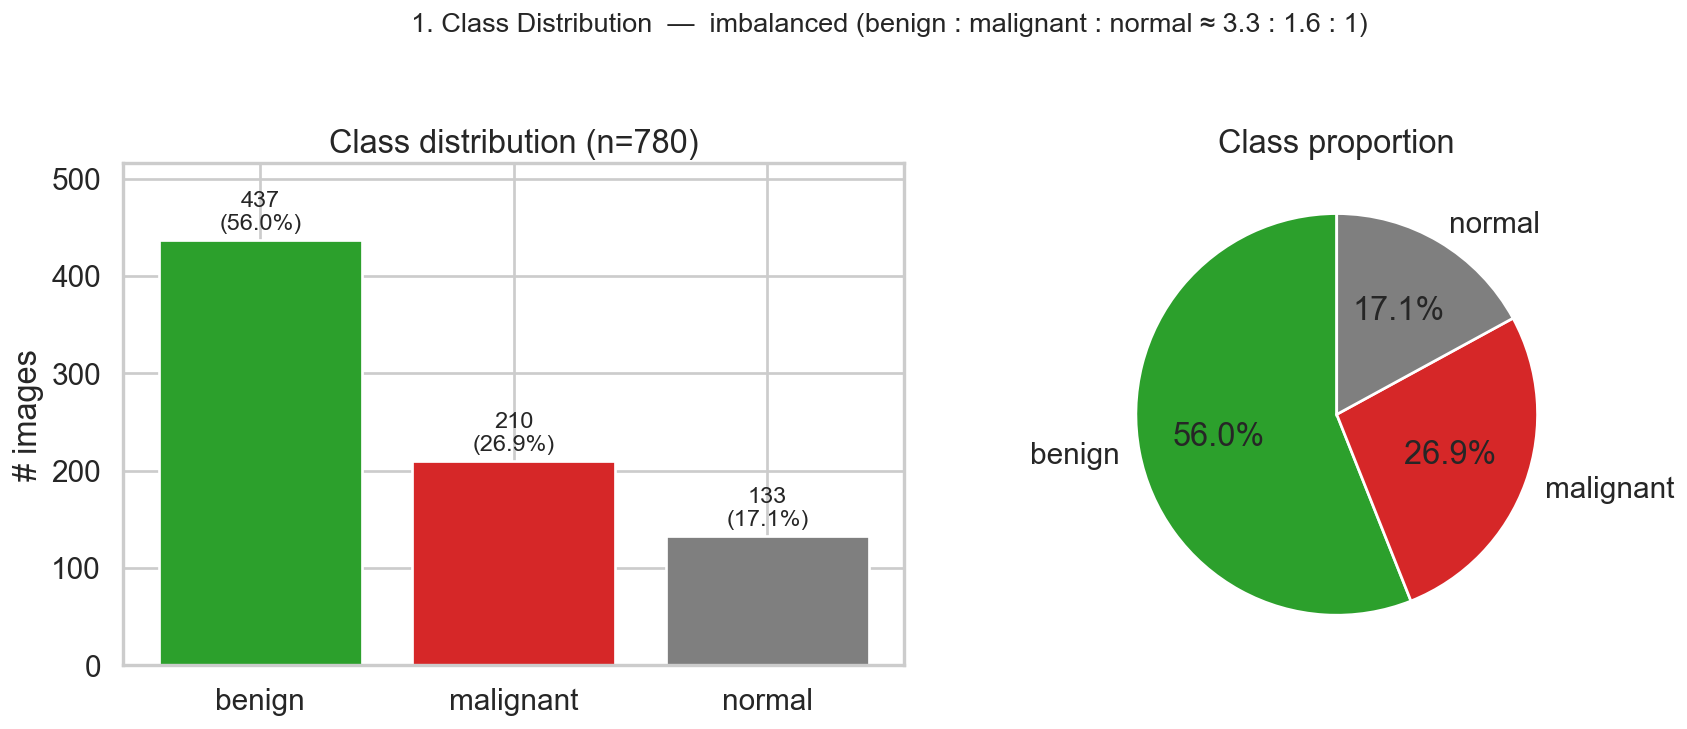 1. Class Distribution — imbalanced (benign : malignant : normal ≈ 3.3 : 1.6 : 1)
Class distribution (n=780)
# images
500
400
300
200
100
0
437
(56.0%)
210
(26.9%)
133
(17.1%)
benign
malignant
normal
Class proportion
normal
17.1%
56.0%
benign
26.9%
malignant